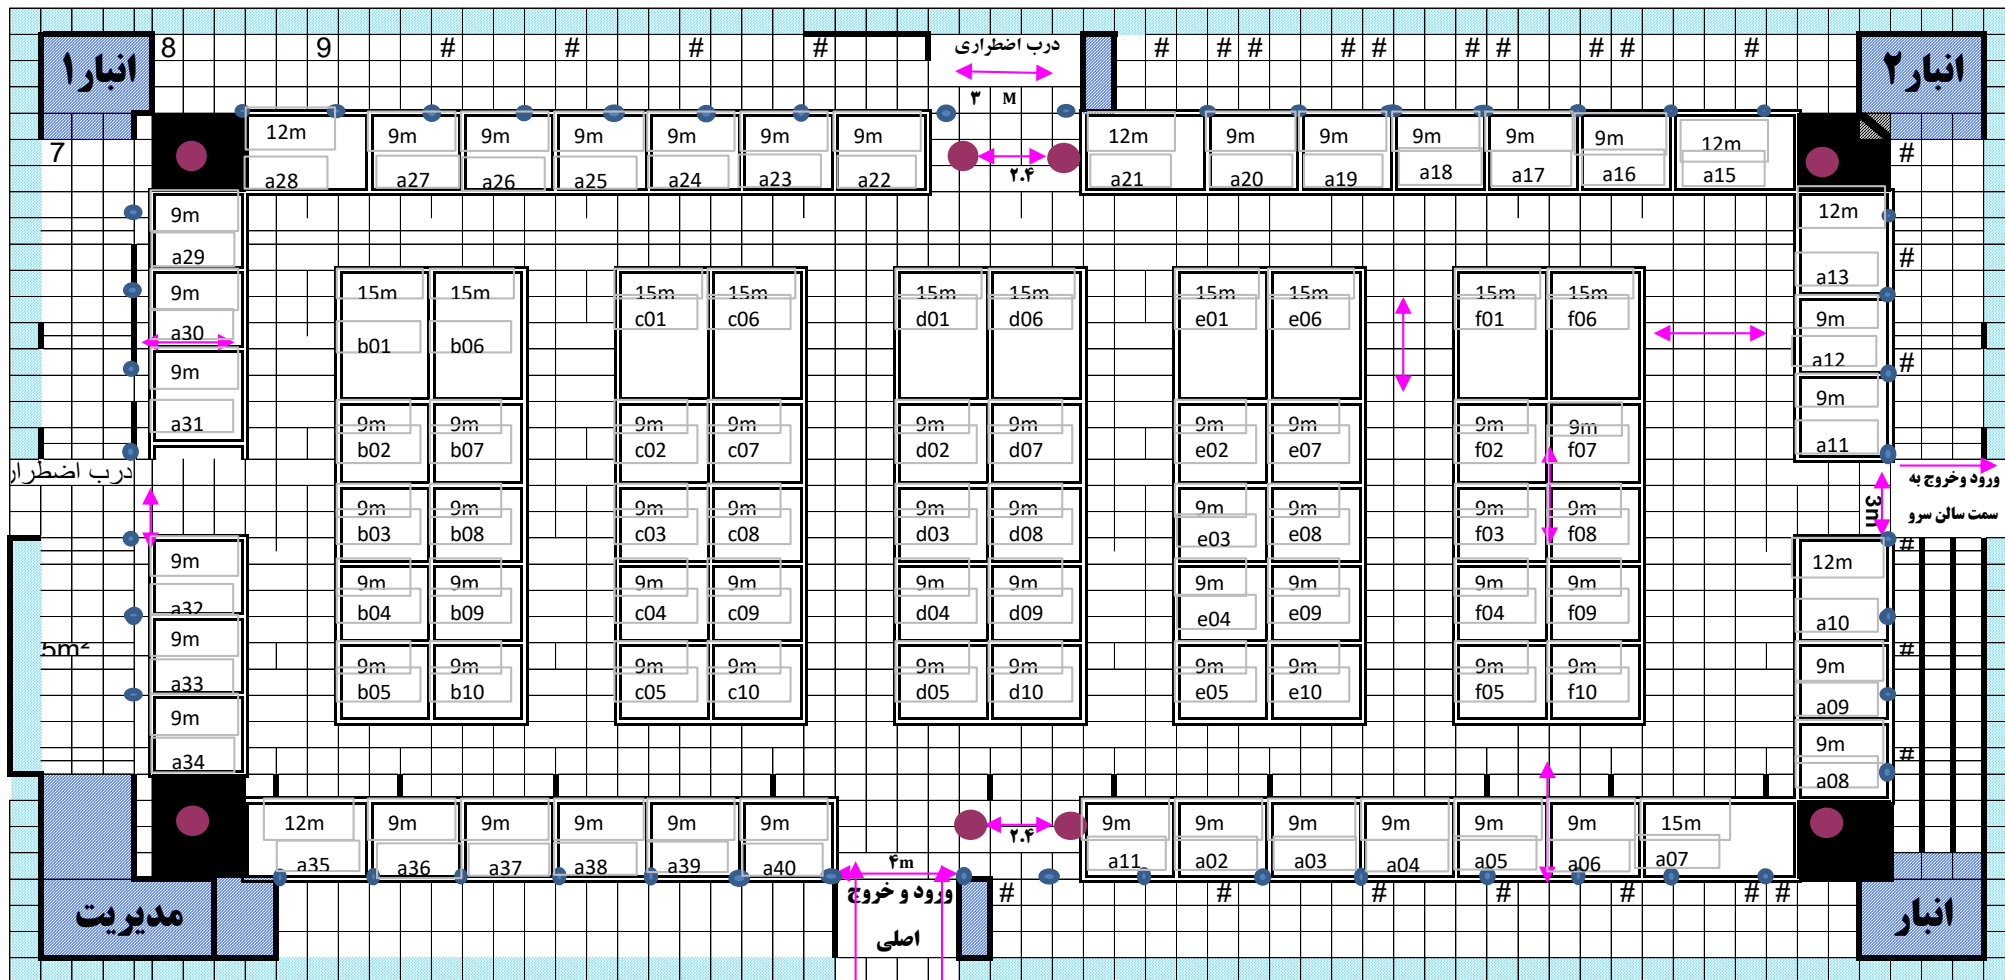 انبار۱
8
9
#
#
#
#
درب اضطراری
#
# #
# #
# #
# #
#
انبار۲
۳ M
7
#
12m
9m
9m
9m
9m
9m
9m
12m
9m
9m
9m
9m
9m
12m
a28
a27
a26
a25
a24
a23
a22
۲.۴
a21
a20
a19
a18
a17
a16
a15
9m
12m
a29
#
a13
9m
15m
15m
15m
15m
15m
15m
15m
15m
15m
15m
9m
a30
b01
b06
c01
c06
d01
d06
e01
e06
f01
f06
a12
#
9m
9m
a31
9m
9m
9m
9m
9m
9m
9m
9m
9m
9m
a11
b02
b07
c02
c07
d02
d07
e02
e07
f02
f07
درب اضطرار
ورود وخروج به
سمت سالن سرو
3m
9m
9m
9m
9m
9m
9m
9m
9m
9m
9m
b03
b08
c03
c08
d03
d08
e03
e08
f03
f08
#
9m
12m
a32
9m
9m
9m
9m
9m
9m
9m
9m
9m
9m
b04
b09
c04
c09
d04
d09
e04
e09
f04
f09
a10
5m²
9m
#
9m
a33
9m
9m
9m
9m
9m
9m
9m
9m
9m
9m
b05
b10
c05
c10
d05
d10
e05
e10
f05
f10
a09
9m
9m
a34
#
a08
12m
9m
9m
9m
9m
9m
۲.۴
9m
9m
9m
9m
9m
9m
15m
a35
a36
a37
a38
a39
a40
۴m
a11
a02
a03
a04
a05
a06
a07
ورود و خروج
اصلی
#
#
#
#
#
# #
مدیریت
انبار